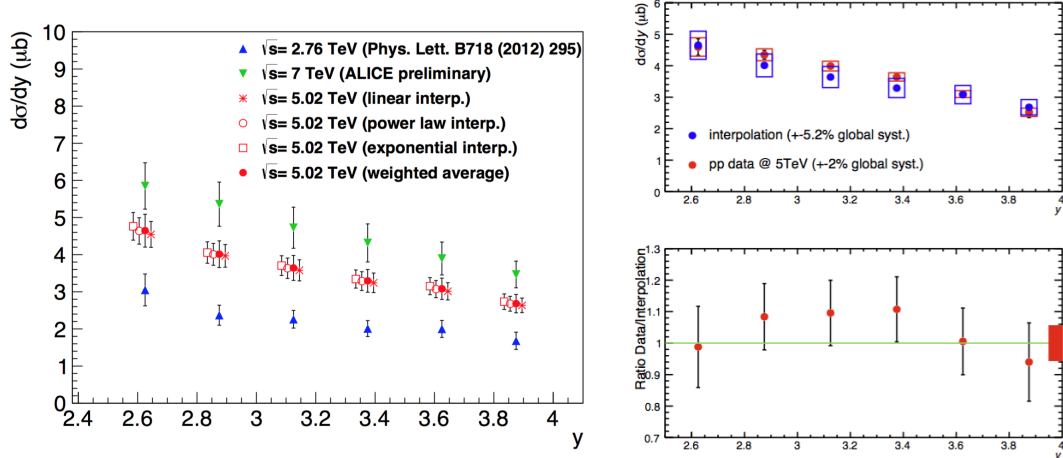 10
9
8
7
6
5
4
3
2
1
0
dσ/dy (μb)
√s= 2.76 TeV (Phys. Lett. B718 (2012) 295)
√s= 7 TeV (ALICE preliminary)
√s= 5.02 TeV (linear interp.)
√s= 5.02 TeV (power law interp.)
√s= 5.02 TeV (exponential interp.)
√s= 5.02 TeV (weighted average)
2.4 2.6 2.8 3 3.2 3.4 3.6 3.8 4
y
6
5
4
3
2
1
0
dσ/dy (μb)
interpolation (+-5.2% global syst.)
pp data @ 5TeV (+-2% global syst.)
2.6 2.8 3 3.2 3.4 3.6 3.8 4
y
1.3
1.2
1.1
1
0.9
0.8
0.7
Ratio Data/Interpolation
2.6 2.8 3 3.2 3.4 3.6 3.8 4
y